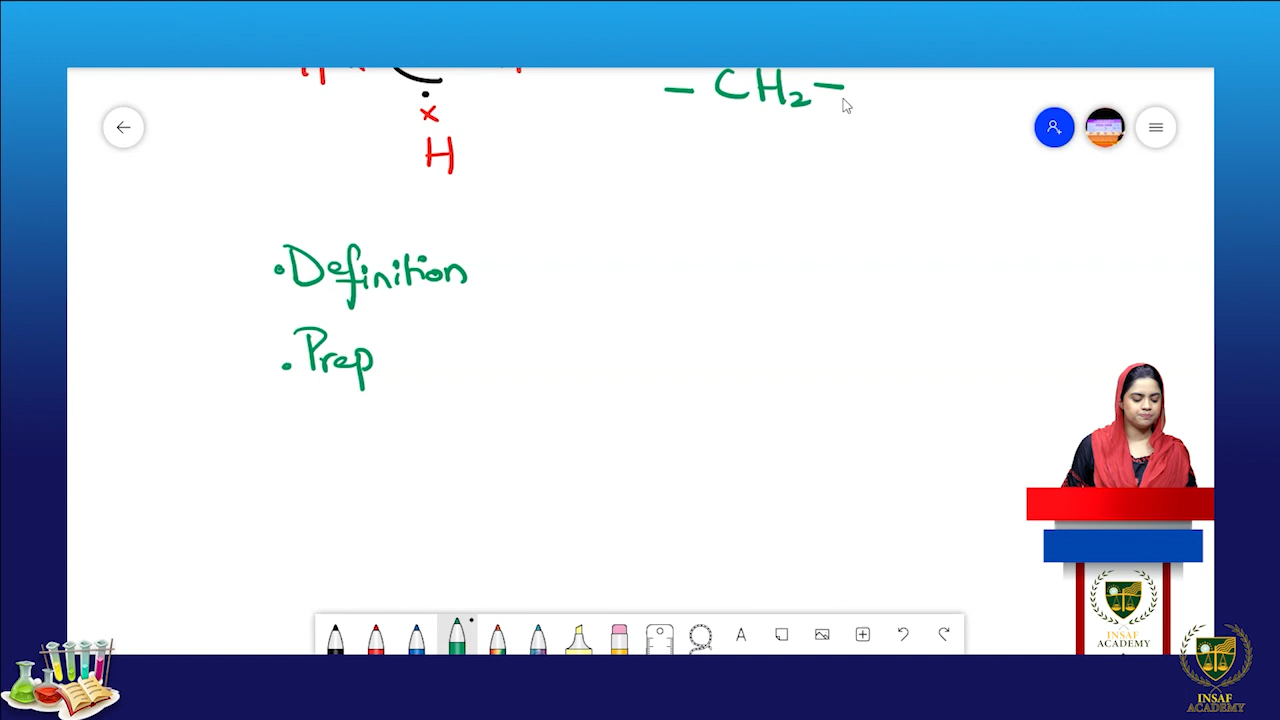 - CH₂ -
H
• Definition
• Prep
A
INSAF
ACADEMY
INSAF
ACADEMY